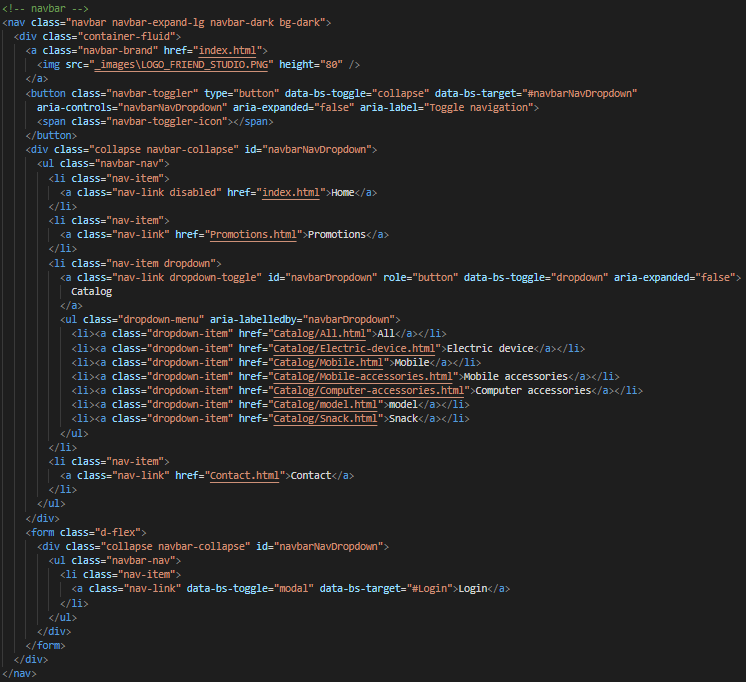 <!-- navbar -->
<nav class="navbar navbar-expand-lg navbar-dark bg-dark">
<div class="container-fluid">
<a class="navbar-brand" href="index.html">
<img src="_images\LOGO_FRIEND_STUDIO.PNG" height="80" />
</a>
<button class="navbar-toggler" type="button" data-bs-toggle="collapse" data-bs-target="#navbarNavDropdown"
aria-controls="navbarNavDropdown" aria-expanded="false" aria-label="Toggle navigation">
<span class="navbar-toggler-icon"></span>
</button>
<div class="collapse navbar-collapse" id="navbarNavDropdown">
<ul class="navbar-nav">
<li class="nav-item">
<a class="nav-link disabled" href="index.html">Home</a>
</li>
<li class="nav-item">
<a class="nav-link" href="Promotions.html">Promotions</a>
</li>
<li class="nav-item dropdown">
<a class="nav-link dropdown-toggle" id="navbarDropdown" role="button" data-bs-toggle="dropdown" aria-expanded="false">
Catalog
</a>
<ul class="dropdown-menu" aria-labelledby="navbarDropdown">
<li><a class="dropdown-item" href="Catalog/All.html">All</a></li>
<li><a class="dropdown-item" href="Catalog/Electric-device.html">Electric device</a></li>
<li><a class="dropdown-item" href="Catalog/Mobile.html">Mobile</a></li>
<li><a class="dropdown-item" href="Catalog/Mobile-accessories.html">Mobile accessories</a></li>
<li><a class="dropdown-item" href="Catalog/Computer-accessories.html">Computer accessories</a></li>
<li><a class="dropdown-item" href="Catalog/model.html">model</a></li>
<li><a class="dropdown-item" href="Catalog/Snack.html">Snack</a></li>
</ul>
</li>
<li class="nav-item">
<a class="nav-link" href="Contact.html">Contact</a>
</li>
</ul>
</div>
<form class="d-flex">
<div class="collapse navbar-collapse" id="navbarNavDropdown">
<ul class="navbar-nav">
<li class="nav-item">
<a class="nav-link" data-bs-toggle="modal" data-bs-target="#Login">Login</a>
</li>
</ul>
</div>
</form>
</div>
</nav>